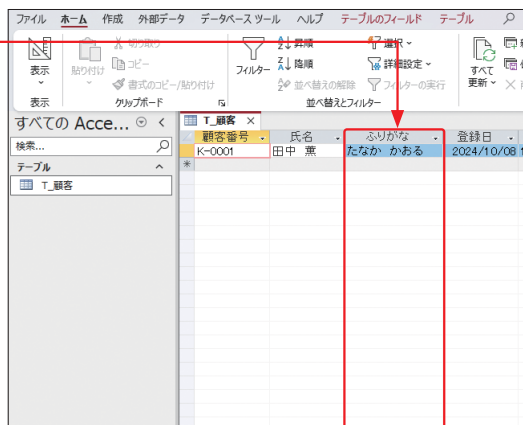 ファイル ホーム 作成 外部データ データベース ツール ヘルプ テーブルのフィールド テーブル
表示
貼り付け
切り取り
コピー
書式のコピー/貼り付け
フィルター
昇順
降順
並べ替えの解除
選択
詳細設定
フィルターの実行
すべて
更新
表示 クリップボード 並べ替えとフィルター
すべての Acce...
検索...
テーブル
T_顧客
T_顧客
顧客番号 氏名 ふりがな 登録日
K-0001 田中 薫 たなか かおる 2024/10/08